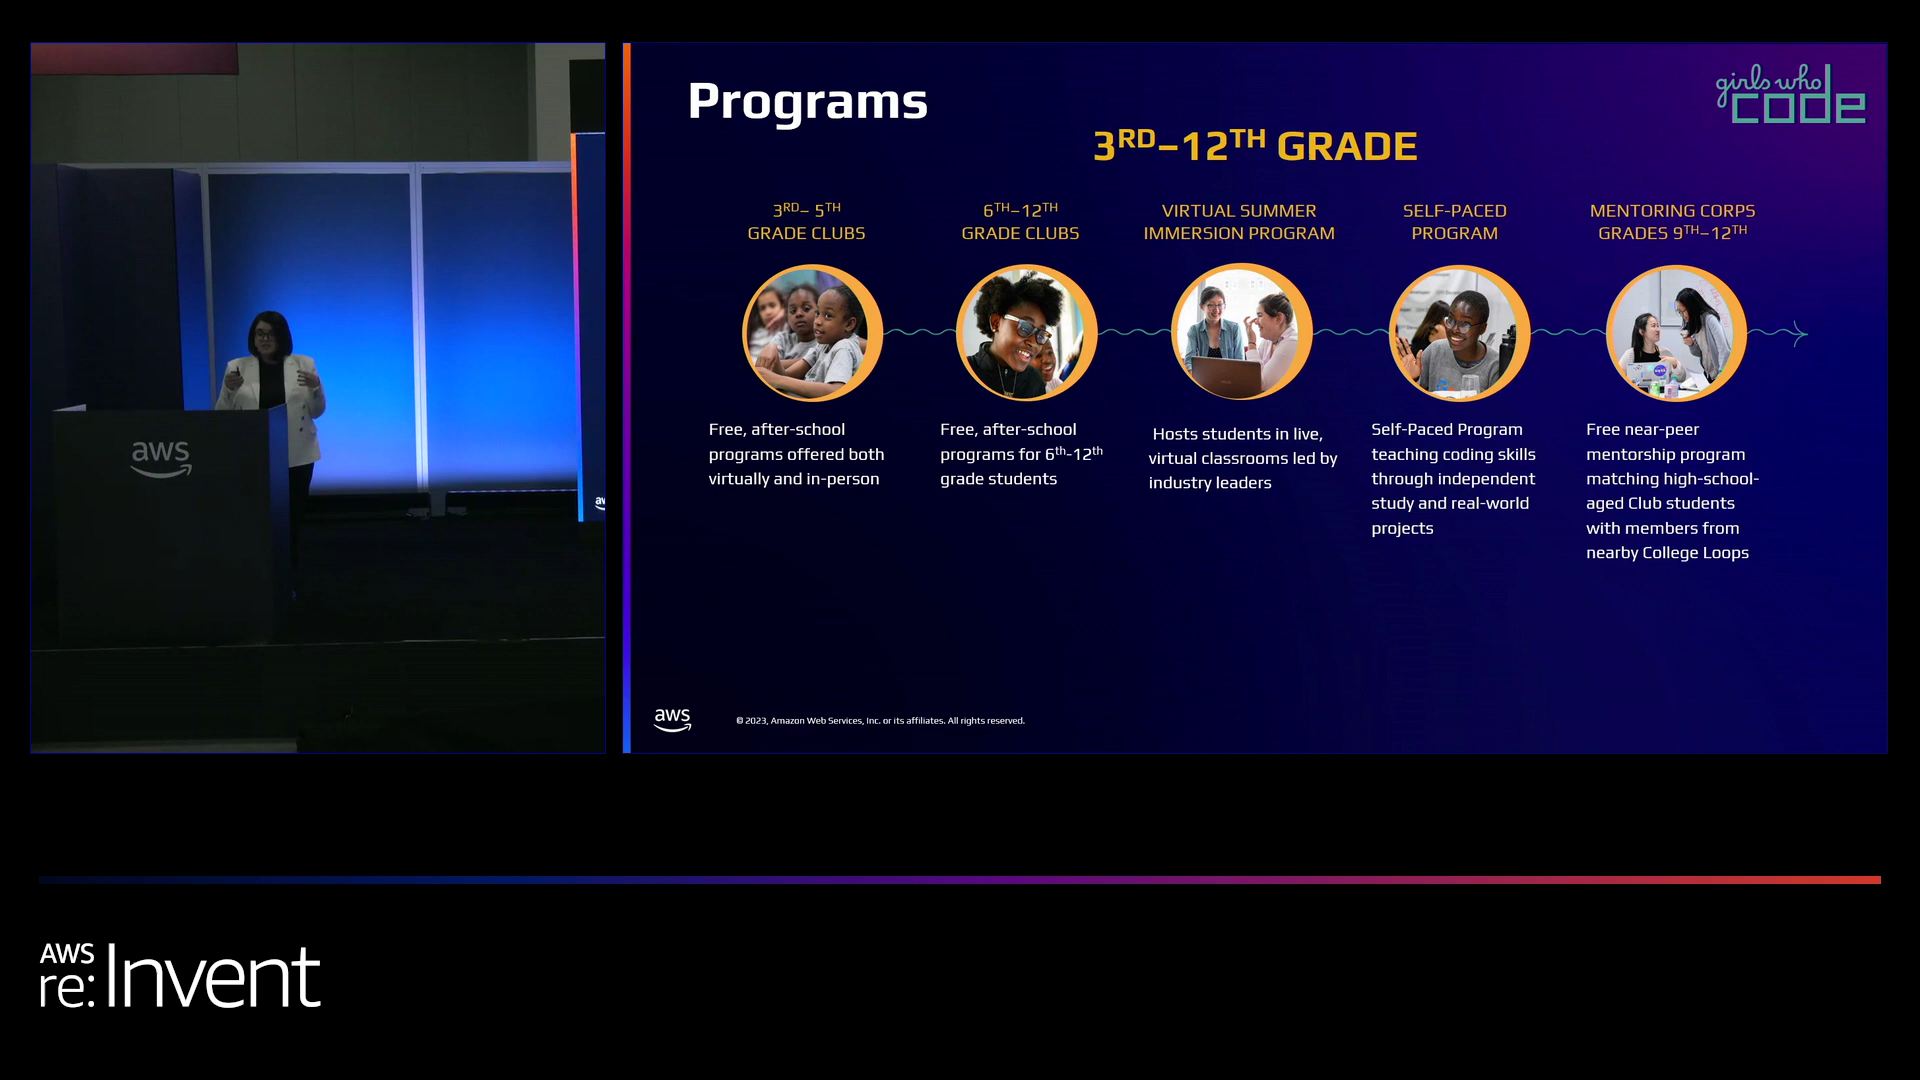 Programs
girls who
code
3RD–12TH GRADE
3RD– 5TH
GRADE CLUBS
Free, after-school
programs offered both
virtually and in-person
6TH–12TH
GRADE CLUBS
Free, after-school
programs for 6th-12th
grade students
VIRTUAL SUMMER
IMMERSION PROGRAM
Hosts students in live,
virtual classrooms led by
industry leaders
SELF-PACED
PROGRAM
Self-Paced Program
teaching coding skills
through independent
study and real-world
projects
MENTORING CORPS
GRADES 9TH–12TH
Free near-peer
mentorship program
matching high-school-
aged Club students
with members from
nearby College Loops
aws
aws
© 2023, Amazon Web Services, Inc. or its affiliates. All rights reserved.
AWS
re:Invent